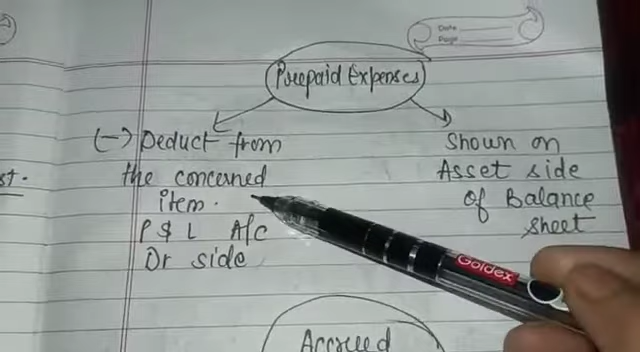 Date
Page
Prepaid Expenses
(-) Deduct from
the concerned
item.
P & L A/c
Dr side
Shown on
Asset side
of Balance
sheet
st.
Goldex
Accrued